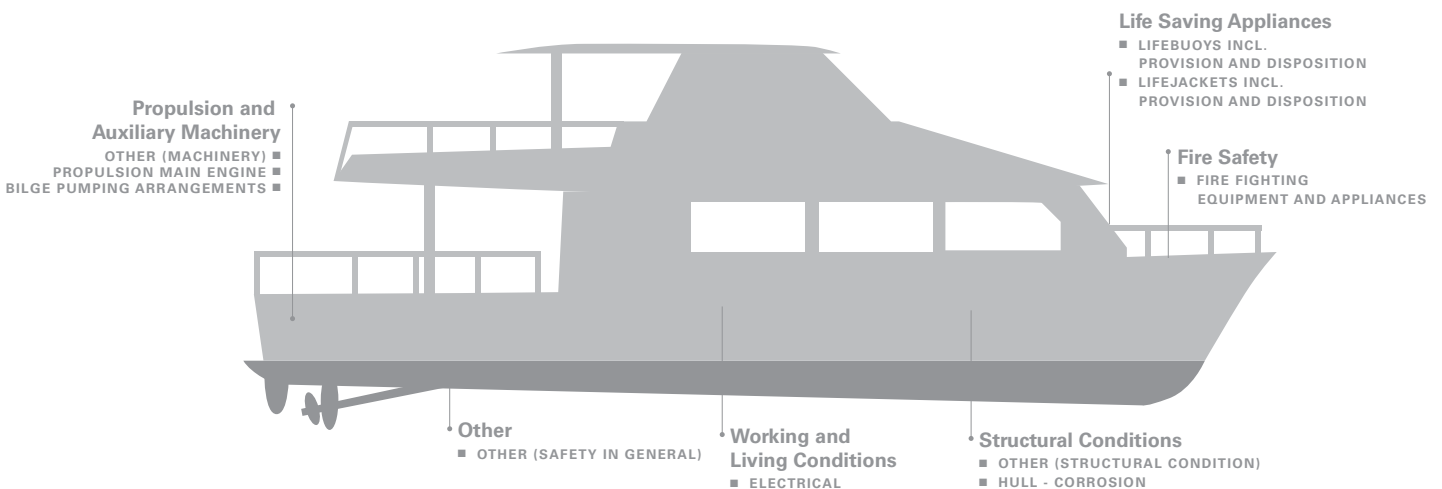 Life Saving Appliances
■ LIFEBUOYS INCL.
PROVISION AND DISPOSITION
■ LIFEJACKETS INCL.
PROVISION AND DISPOSITION
Propulsion and
Auxiliary Machinery
OTHER (MACHINERY) ■
PROPULSION MAIN ENGINE ■
BILGE PUMPING ARRANGEMENTS ■
Fire Safety
■ FIRE FIGHTING
EQUIPMENT AND APPLIANCES
Other
■ OTHER (SAFETY IN GENERAL)
Working and
Living Conditions
■ ELECTRICAL
Structural Conditions
■ OTHER (STRUCTURAL CONDITION)
■ HULL - CORROSION